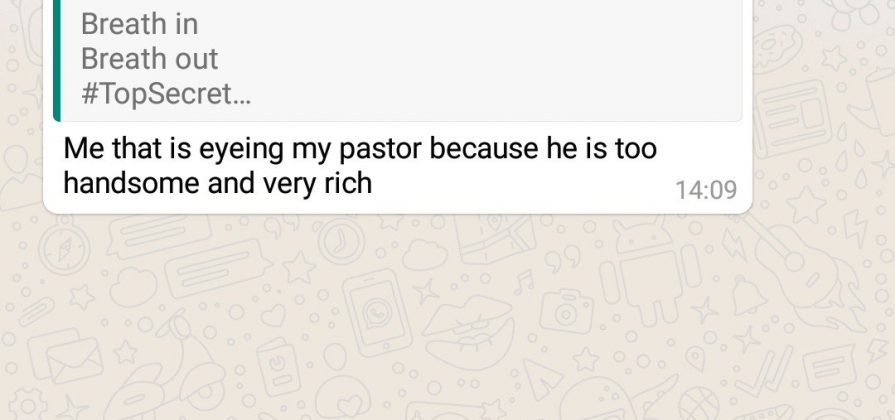 Breath in
Breath out
#TopSecret...
Me that is eyeing my pastor because he is too
handsome and very rich
14:09